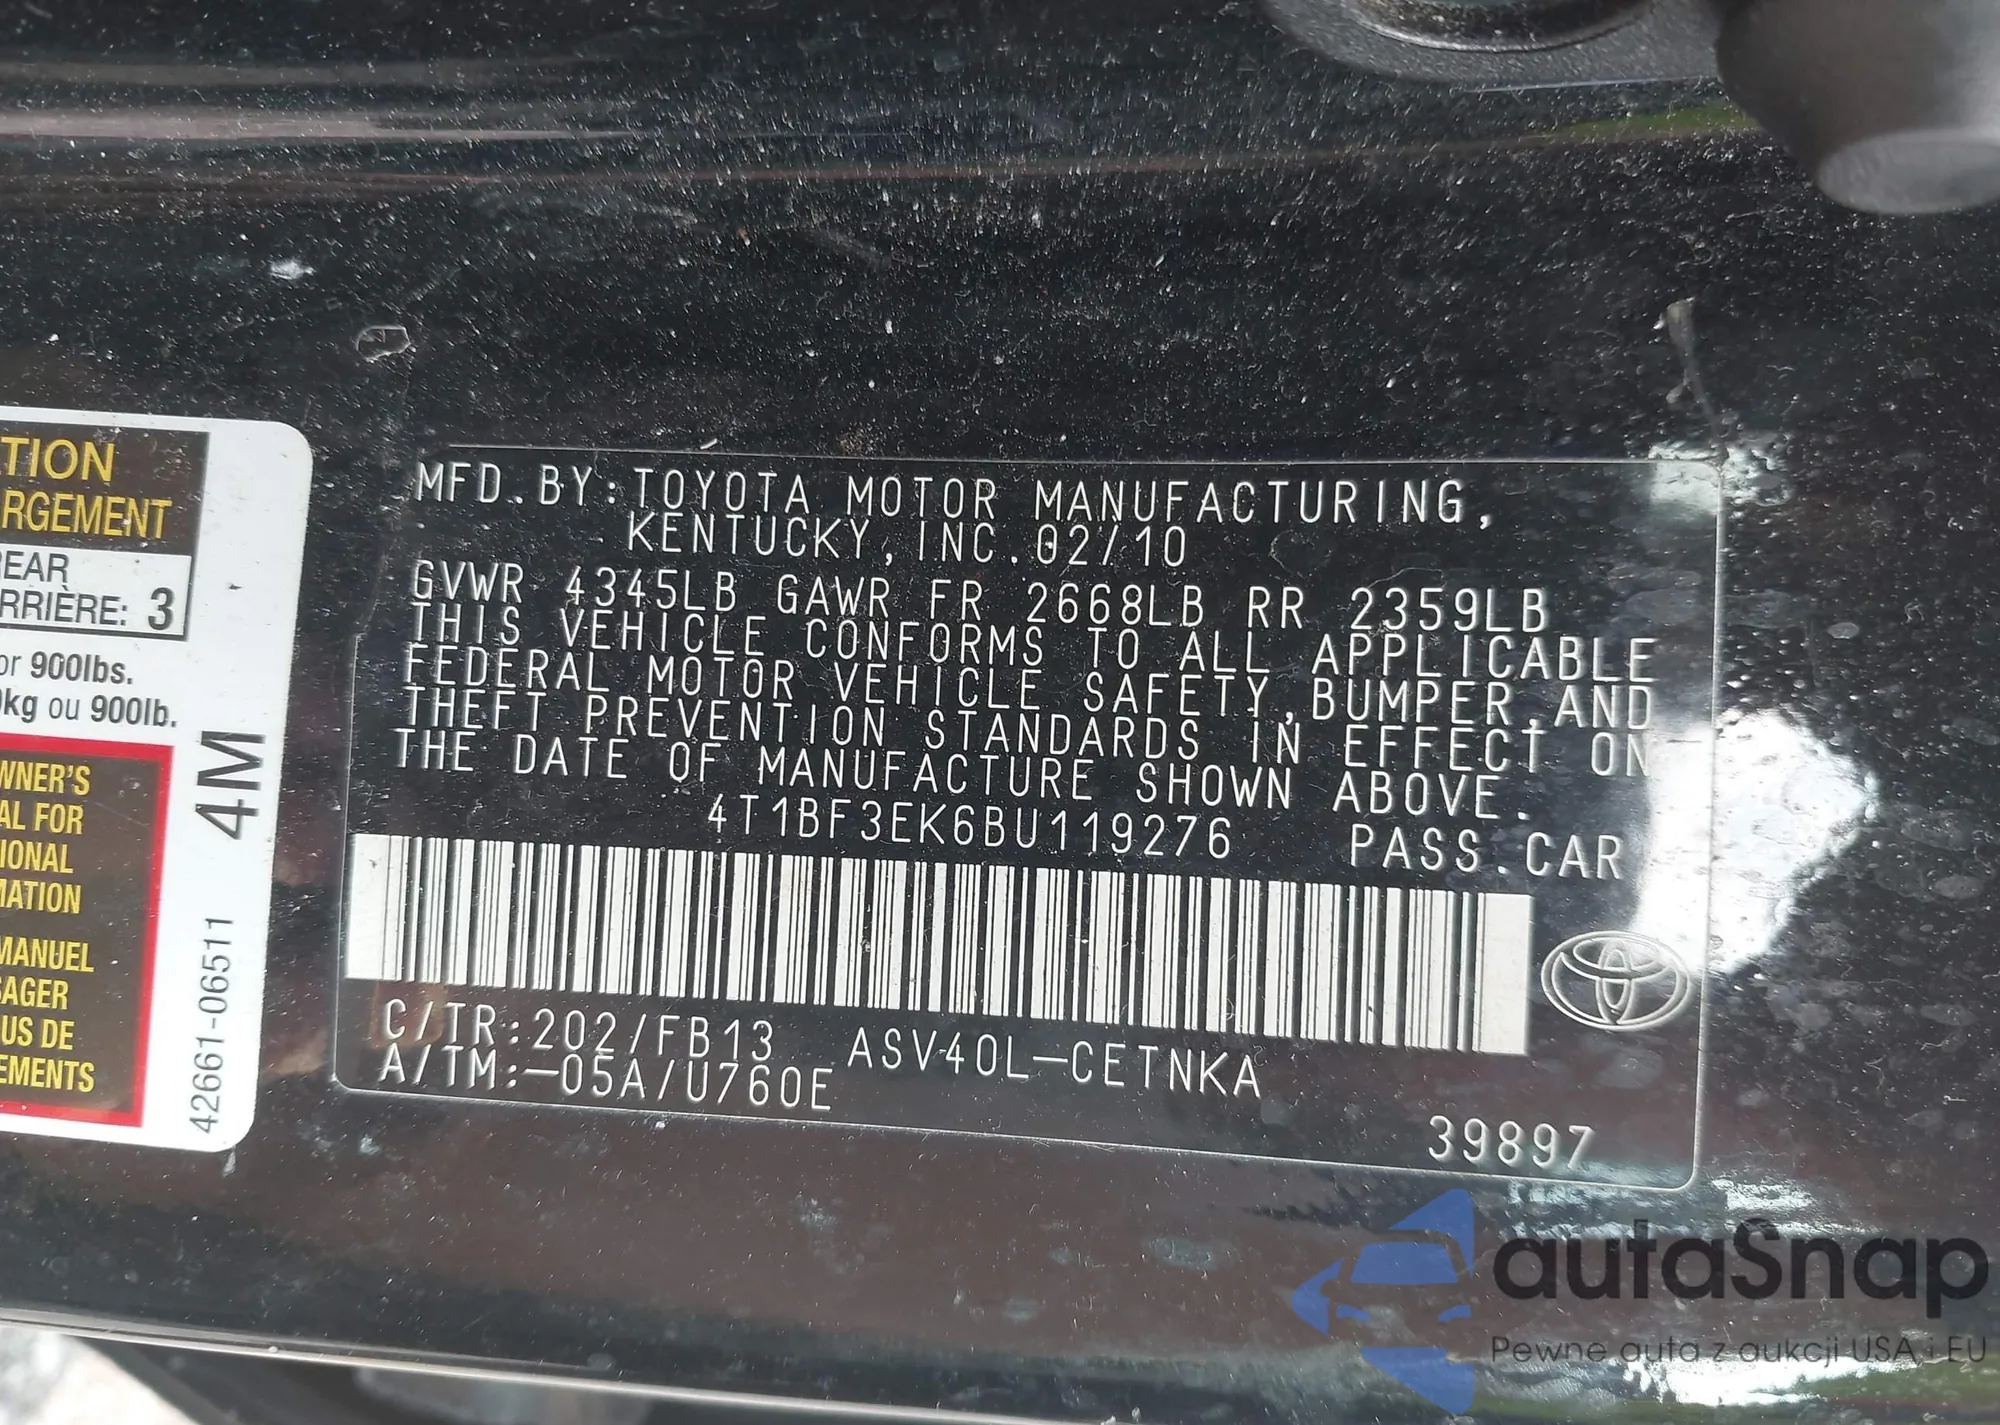 TION
RGEMENT
REAR
RRIÈRE: 3
or 900lbs.
0kg ou 900lb.
WNER'S
AL FOR
IONAL
MATION
MANUEL
SAGER
US DE
EMENTS
4M
42661-06511
MFD.BY:TOYOTA MOTOR MANUFACTURING,
KENTUCKY, INC.02/10
GVWR 4345LB GAWR FR 2668LB RR 2359LB
THIS VEHICLE CONFORMS TO ALL APPLICABLE
FEDERAL MOTOR VEHICLE SAFETY,BUMPER,AND
THEFT PREVENTION STANDARDS IN EFFECT ON
THE DATE OF MANUFACTURE SHOWN ABOVE.
4T1BF3EK6BU119276 PASS.CAR
C/TR:202/FB13 ASV40L-CETNKA
A/TM:-05A/U760E
39897
autaSnap
Pewne auta z aukcji USA i EU